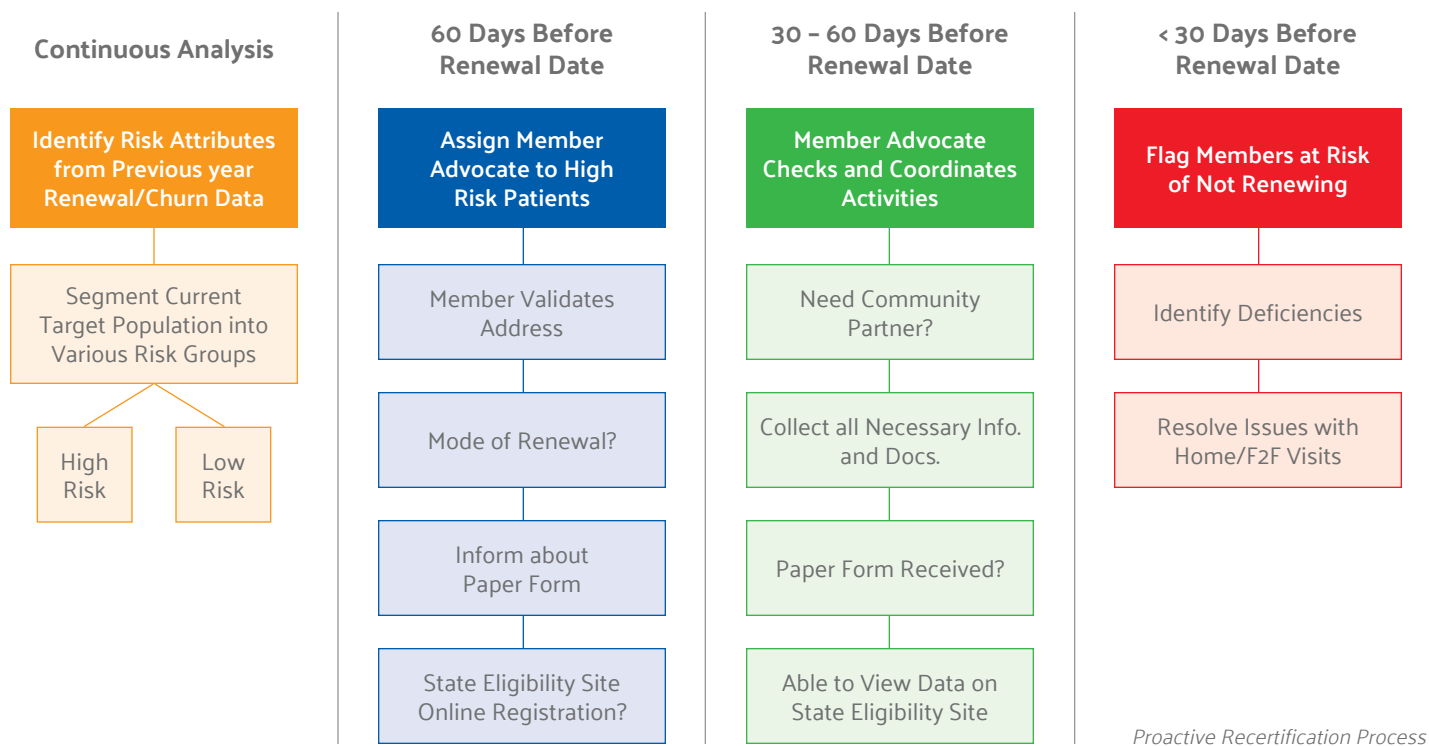 Continuous Analysis
Identify Risk Attributes
from Previous year
Renewal/Churn Data
Segment Current
Target Population into
Various Risk Groups
High
Risk
Low
Risk
60 Days Before
Renewal Date
Assign Member
Advocate to High
Risk Patients
Member Validates
Address
Mode of Renewal?
Inform about
Paper Form
State Eligibility Site
Online Registration?
30 – 60 Days Before
Renewal Date
Member Advocate
Checks and Coordinates
Activities
Need Community
Partner?
Collect all Necessary Info.
and Docs.
Paper Form Received?
Able to View Data on
State Eligibility Site
< 30 Days Before
Renewal Date
Flag Members at Risk
of Not Renewing
Identify Deficiencies
Resolve Issues with
Home/F2F Visits
Proactive Recertification Process